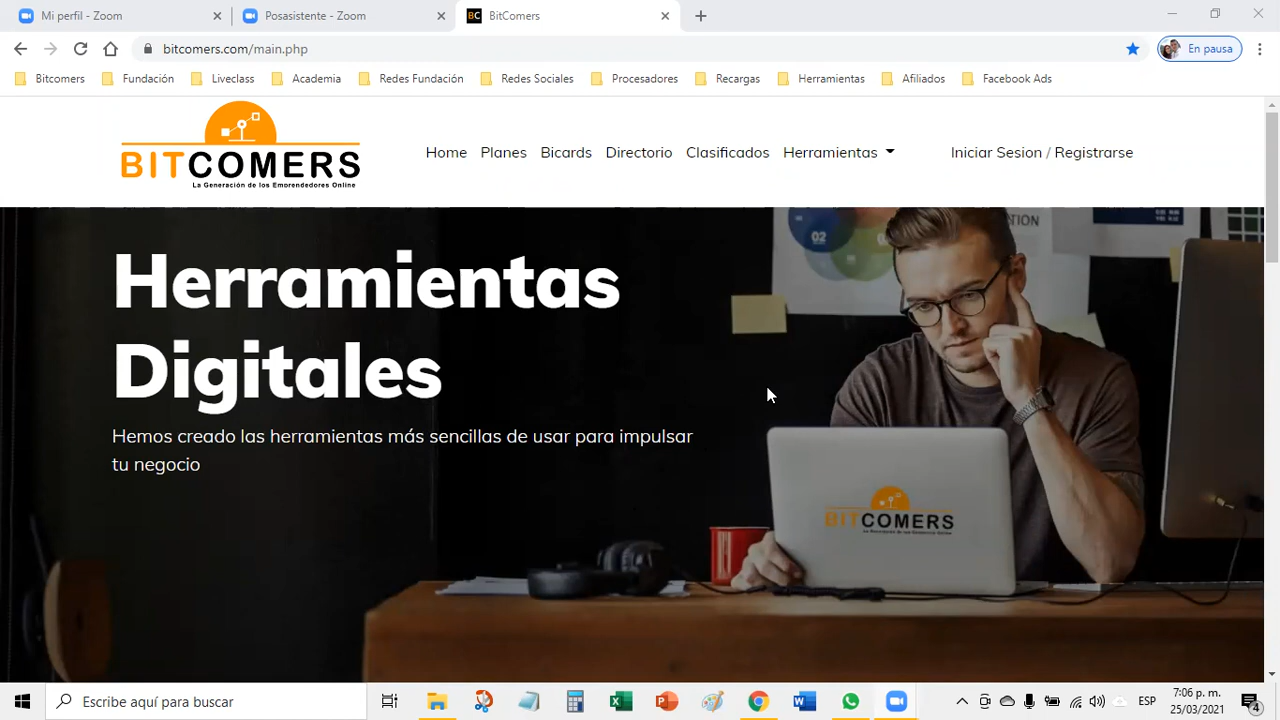 Mi perfil - Zoom
Posasistente - Zoom
BC BitComers
bitcomers.com/main.php
En pausa
Bitcomers Fundación Liveclass Academia Redes Fundación Redes Sociales Procesadores Recargas Herramientas Afiliados Facebook Ads
BITCOMERS
La Generación de los Emprendedores Online
Home Planes Bicards Directorio Clasificados Herramientas Iniciar Sesion / Registrarse
Herramientas
Digitales
Hemos creado las herramientas más sencillas de usar para impulsar
tu negocio
02
BITCOMERS
Escribe aquí para buscar
ESP
7:06 p. m.
25/03/2021
4